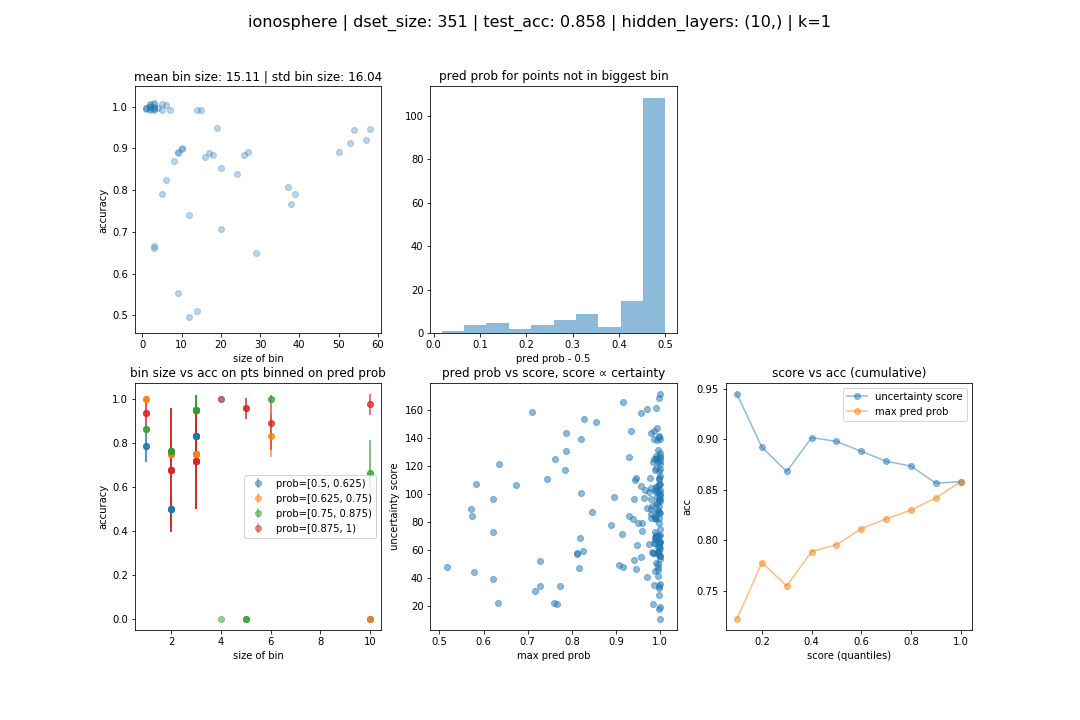 ionosphere | dset_size: 351 | test_acc: 0.858 | hidden_layers: (10,) | k=1
mean bin size: 15.11 | std bin size: 16.04
1.0
0.9
0.8
0.7
0.6
0.5
accuracy
0 10 20 30 40 50 60
size of bin
pred prob for points not in biggest bin
100
80
60
40
20
0
0.0 0.1 0.2 0.3 0.4 0.5
pred prob - 0.5
bin size vs acc on pts binned on pred prob
1.0
0.8
0.6
0.4
0.2
0.0
accuracy
prob=[0.5, 0.625)
prob=[0.625, 0.75)
prob=[0.75, 0.875)
prob=[0.875, 1)
2 4 6 8 10
size of bin
pred prob vs score, score ∝ certainty
160
140
120
100
80
60
40
20
uncertainty score
0.5 0.6 0.7 0.8 0.9 1.0
max pred prob
score vs acc (cumulative)
0.95
0.90
0.85
0.80
0.75
acc
uncertainty score
max pred prob
0.2 0.4 0.6 0.8 1.0
score (quantiles)